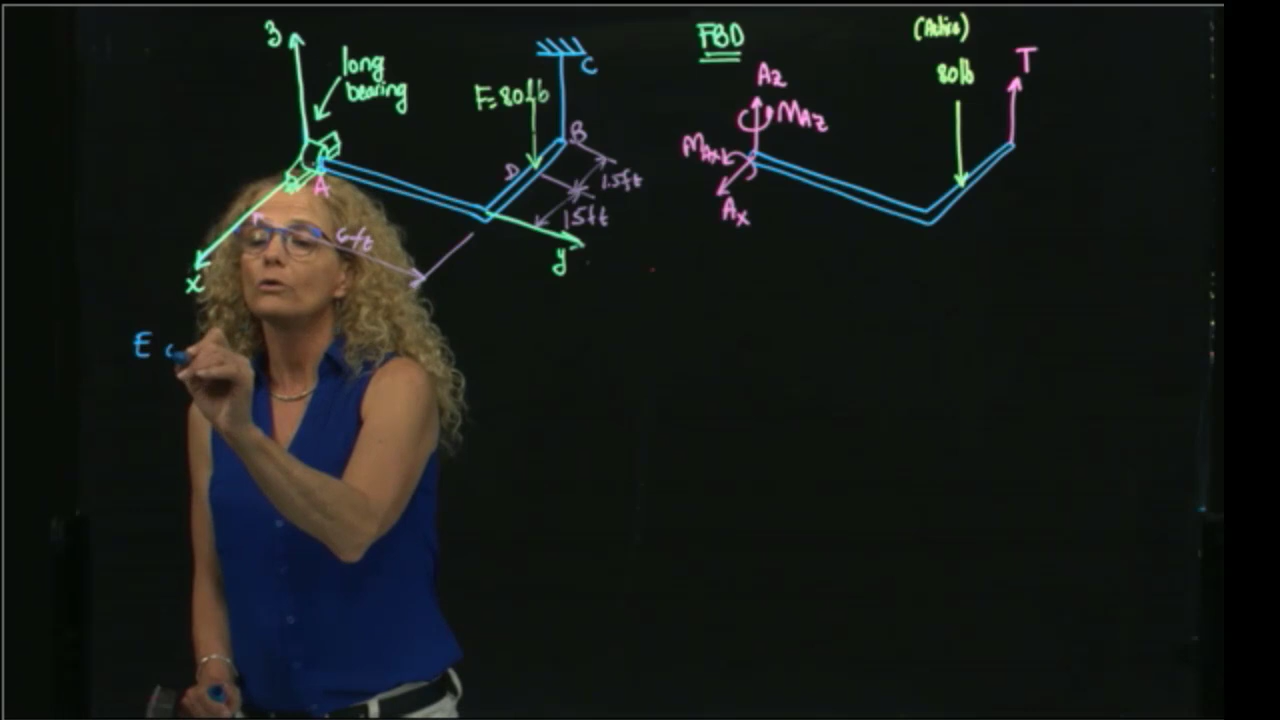 3
long
bearing
C
F=80lb
B
D
A
1.5ft
1.5ft
6ft
y
x
E
FBD
(Active)
80lb
T
Az
MAz
MAx
Ax